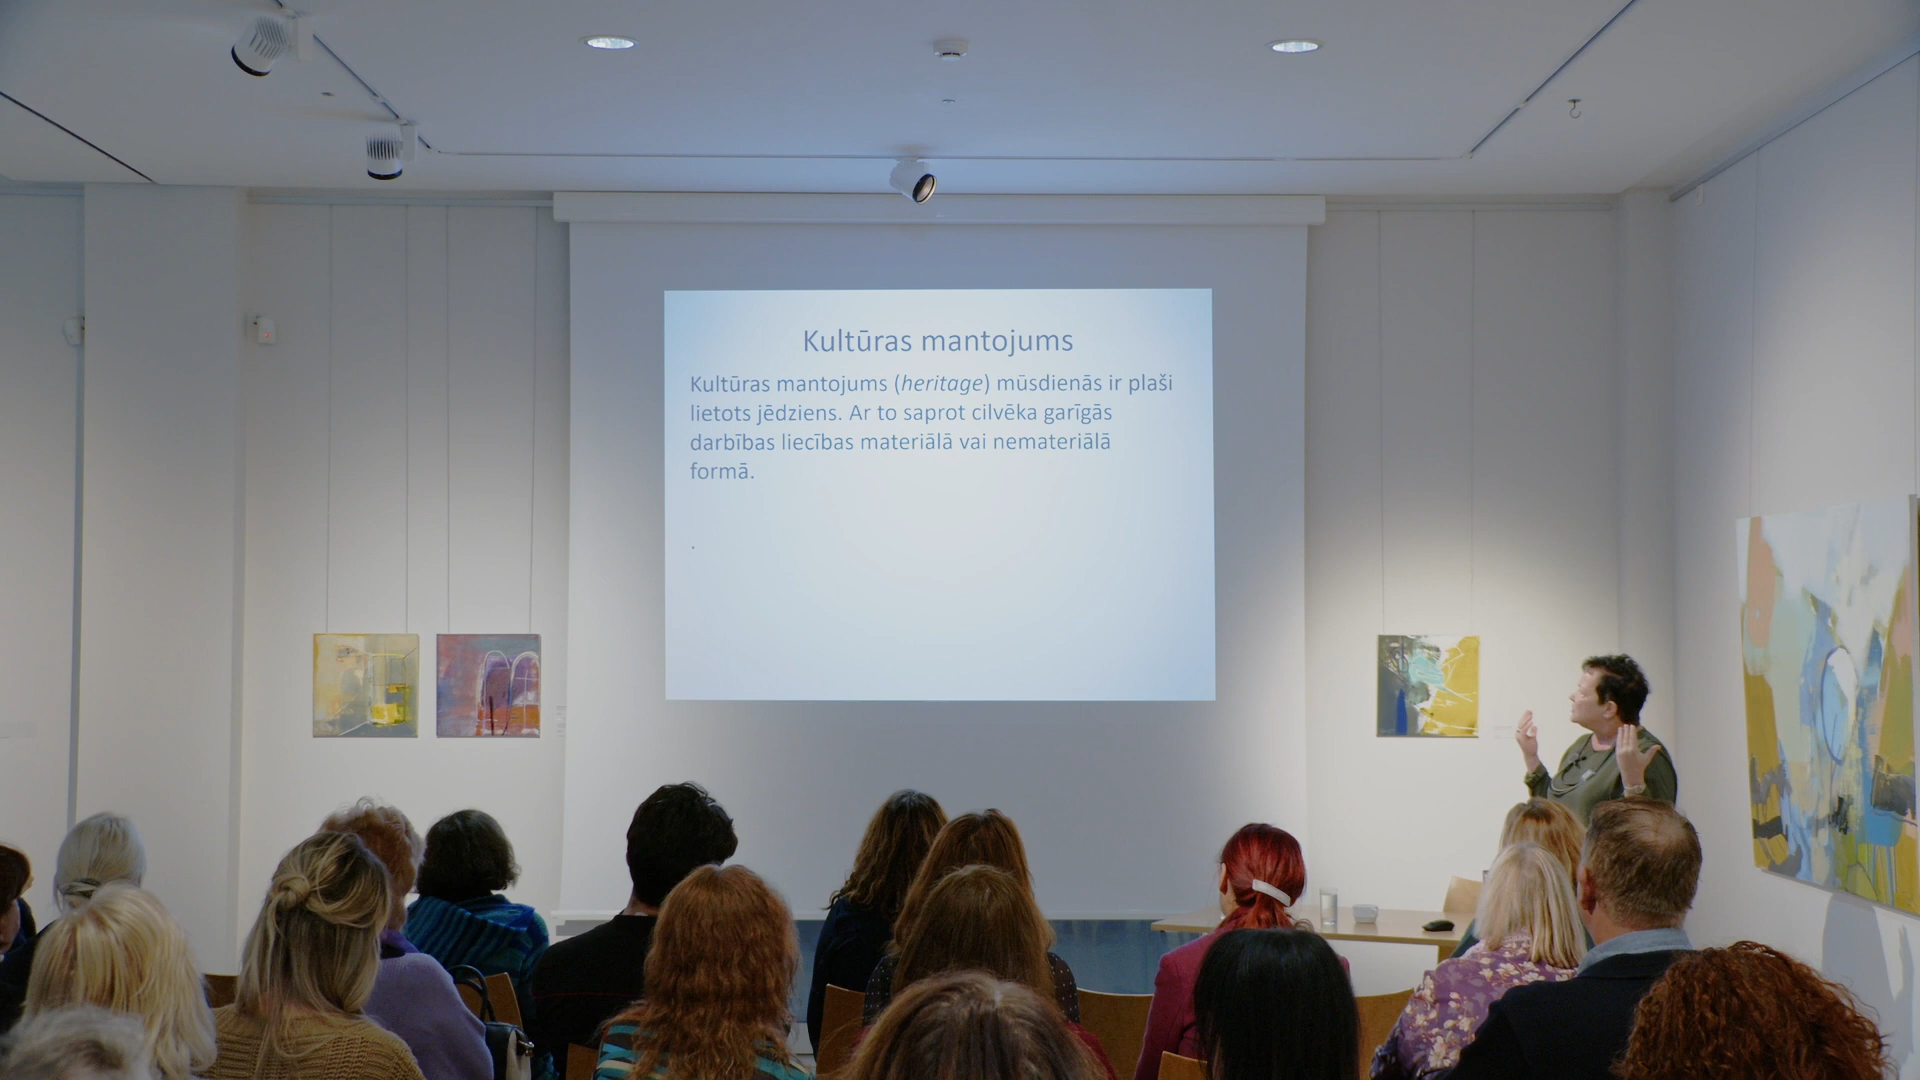 Kultūras mantojums
Kultūras mantojums (heritage) mūsdienās ir plaši
lietots jēdziens. Ar to saprot cilvēka garīgās
darbības liecības materiālā vai nemateriālā
formā.
.